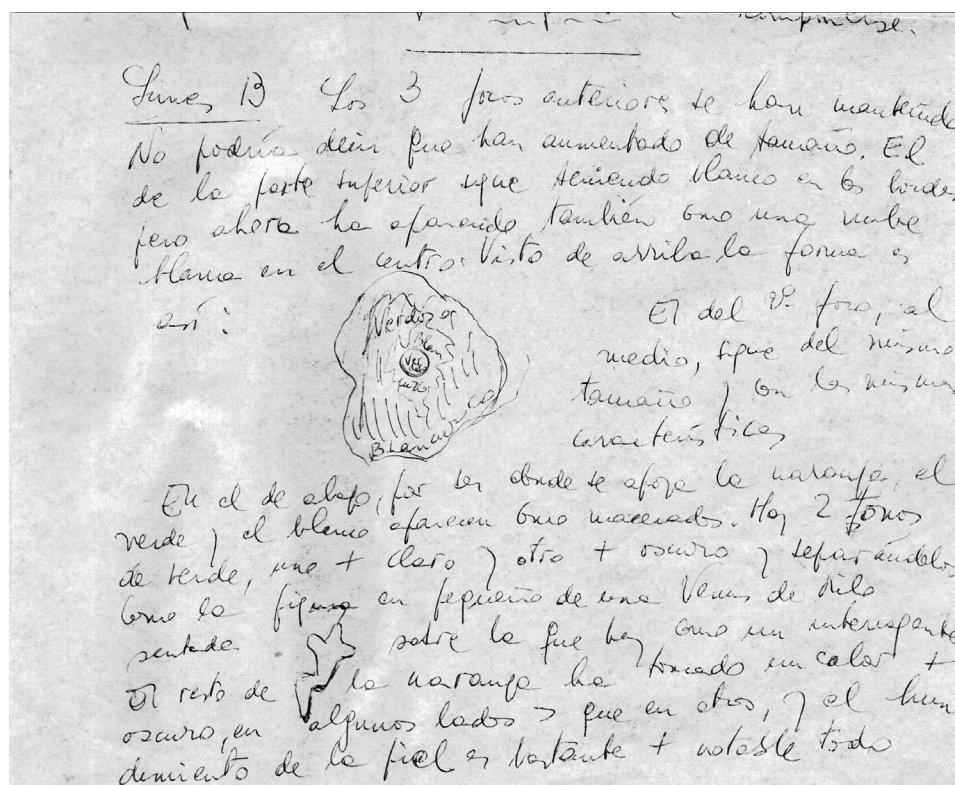 descomponerse.
Lunes 13 Los 3 focos anteriores se han mantenido
No podría decir que han aumentado de tamaño. El
de la parte superior sigue teniendo blanco en los bordes
pero ahora ha aparecido también como una nube
blanca en el centro. Visto de arriba la forma es
así:
Verdoso
Blanco
Blancuzco
El del 2º foco, al
medio, sigue del mismo
tamaño y con las mismas
características
En el de abajo, por ser donde se apoya la naranja, el
verde y el blanco aparecen como macerados. Hay 2 tonos
de verde, uno + claro y otro + oscuro y separándolos
como la figura en pequeño de una Venus de Milo
sentada sobre la que hay como un interrogante
El resto de la naranja ha tomado un color +
oscuro, en algunos lados > que en otros, y el hun
dimiento de la piel es bastante + notable todo